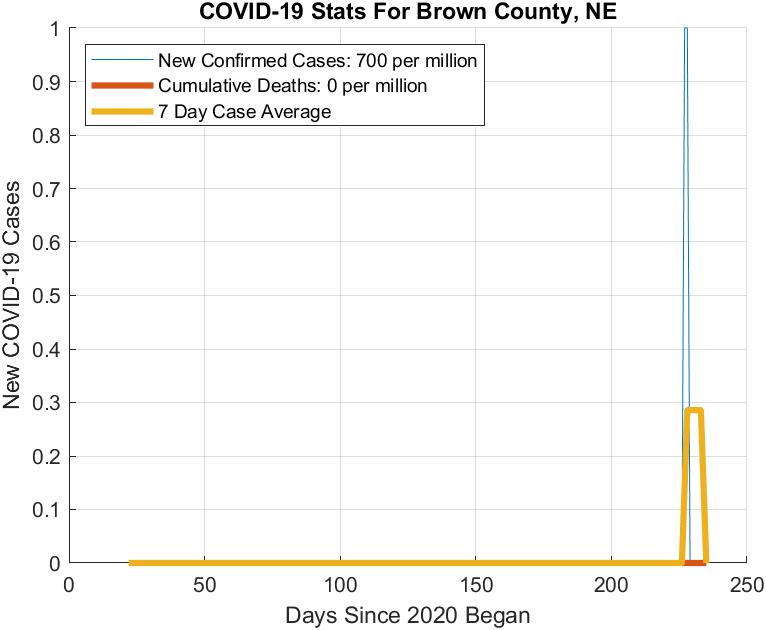 COVID-19 Stats For Brown County, NE
1
New Confirmed Cases: 700 per million
0.9
Cumulative Deaths: 0 per million
7 Day Case Average
0.8
0.7
0.6
0.5
0.4
0.3
0.2
0.1
0
New COVID-19 Cases
0 50 100 150 200 250
Days Since 2020 Began